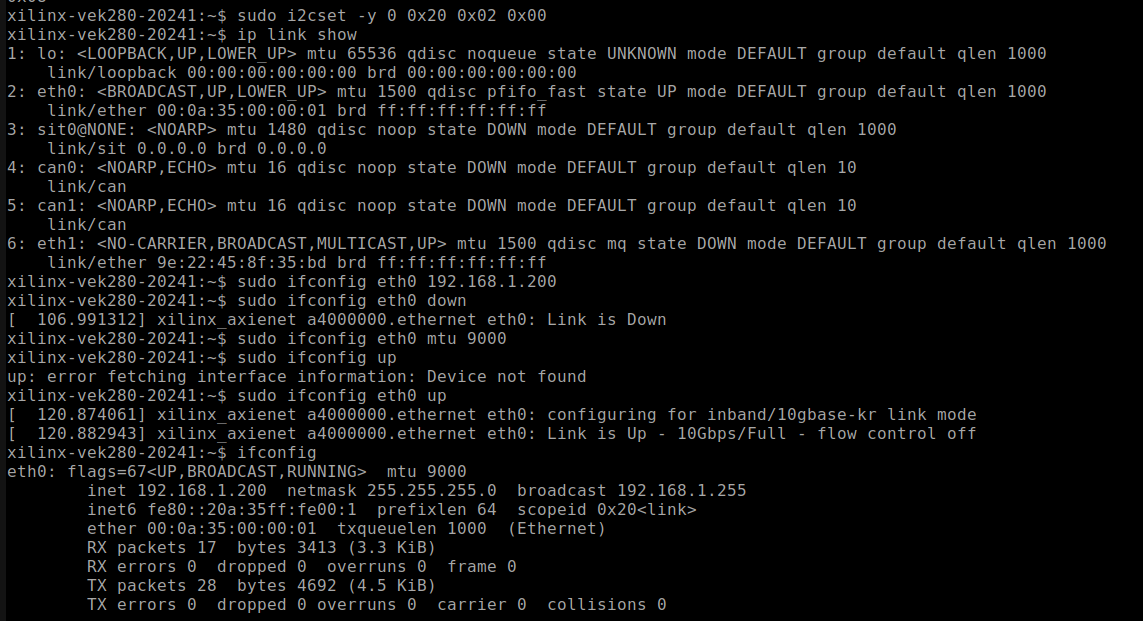 xilinx-vek280-20241:~$ sudo i2cset -y 0 0x20 0x02 0x00
xilinx-vek280-20241:~$ ip link show
1: lo: <LOOPBACK,UP,LOWER_UP> mtu 65536 qdisc noqueue state UNKNOWN mode DEFAULT group default qlen 1000
    link/loopback 00:00:00:00:00:00 brd 00:00:00:00:00:00
2: eth0: <BROADCAST,UP,LOWER_UP> mtu 1500 qdisc pfifo_fast state UP mode DEFAULT group default qlen 1000
    link/ether 00:0a:35:00:00:01 brd ff:ff:ff:ff:ff:ff
3: sit0@NONE: <NOARP> mtu 1480 qdisc noop state DOWN mode DEFAULT group default qlen 1000
    link/sit 0.0.0.0 brd 0.0.0.0
4: can0: <NOARP,ECHO> mtu 16 qdisc noop state DOWN mode DEFAULT group default qlen 10
    link/can
5: can1: <NOARP,ECHO> mtu 16 qdisc noop state DOWN mode DEFAULT group default qlen 10
    link/can
6: eth1: <NO-CARRIER,BROADCAST,MULTICAST,UP> mtu 1500 qdisc mq state DOWN mode DEFAULT group default qlen 1000
    link/ether 9e:22:45:8f:35:bd brd ff:ff:ff:ff:ff:ff
xilinx-vek280-20241:~$ sudo ifconfig eth0 192.168.1.200
xilinx-vek280-20241:~$ sudo ifconfig eth0 down
[  106.991312] xilinx_axienet a4000000.ethernet eth0: Link is Down
xilinx-vek280-20241:~$ sudo ifconfig eth0 mtu 9000
xilinx-vek280-20241:~$ sudo ifconfig up
up: error fetching interface information: Device not found
xilinx-vek280-20241:~$ sudo ifconfig eth0 up
[  120.874061] xilinx_axienet a4000000.ethernet eth0: configuring for inband/10gbase-kr link mode
[  120.882943] xilinx_axienet a4000000.ethernet eth0: Link is Up - 10Gbps/Full - flow control off
xilinx-vek280-20241:~$ ifconfig
eth0: flags=67<UP,BROADCAST,RUNNING>  mtu 9000
        inet 192.168.1.200  netmask 255.255.255.0  broadcast 192.168.1.255
        inet6 fe80::20a:35ff:fe00:1  prefixlen 64  scopeid 0x20<link>
        ether 00:0a:35:00:00:01  txqueuelen 1000  (Ethernet)
        RX packets 17  bytes 3413 (3.3 KiB)
        RX errors 0  dropped 0  overruns 0  frame 0
        TX packets 28  bytes 4692 (4.5 KiB)
        TX errors 0  dropped 0 overruns 0  carrier 0  collisions 0